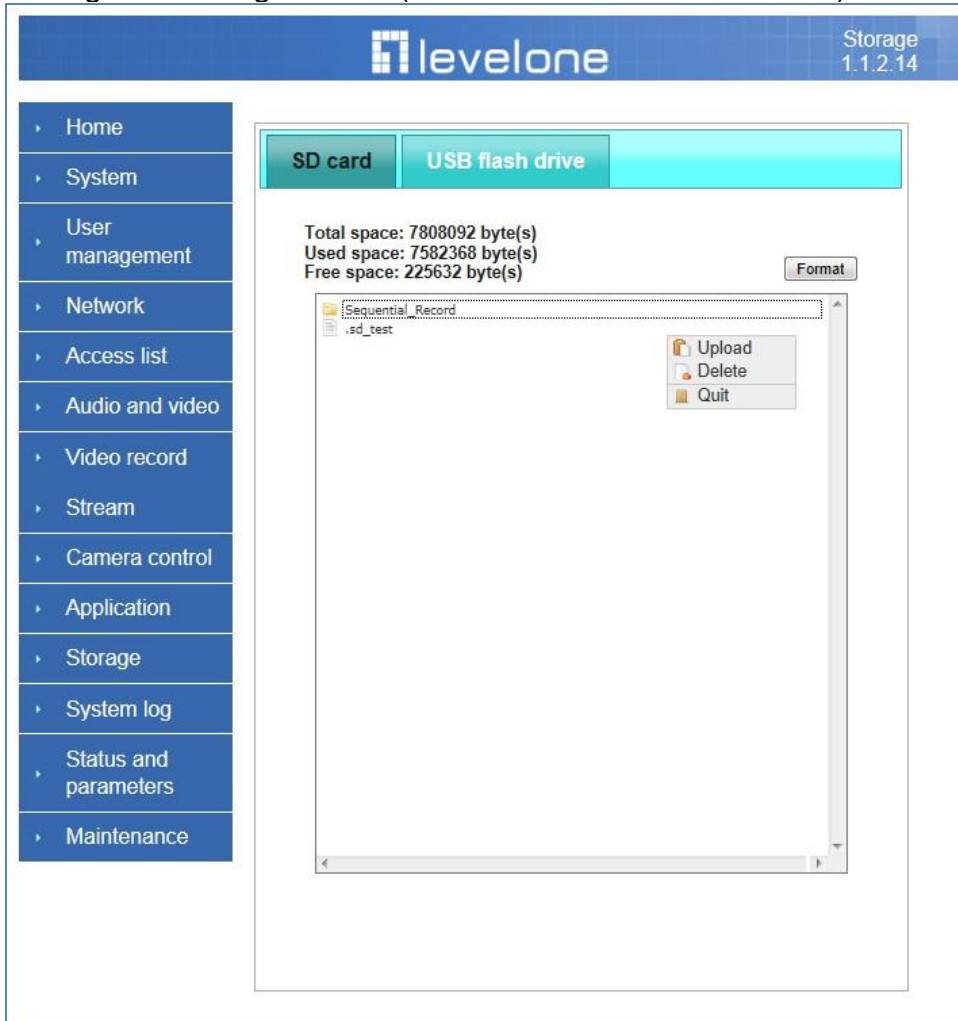 levelone
Storage
1.1.2.14
Home
System
User
management
Network
Access list
Audio and video
Video record
Stream
Camera control
Application
Storage
System log
Status and
parameters
Maintenance
SD card USB flash drive
Total space: 7808092 byte(s)
Used space: 7582368 byte(s)
Free space: 225632 byte(s)
Format
Sequential_Record
.sd_test
Upload
Delete
Quit